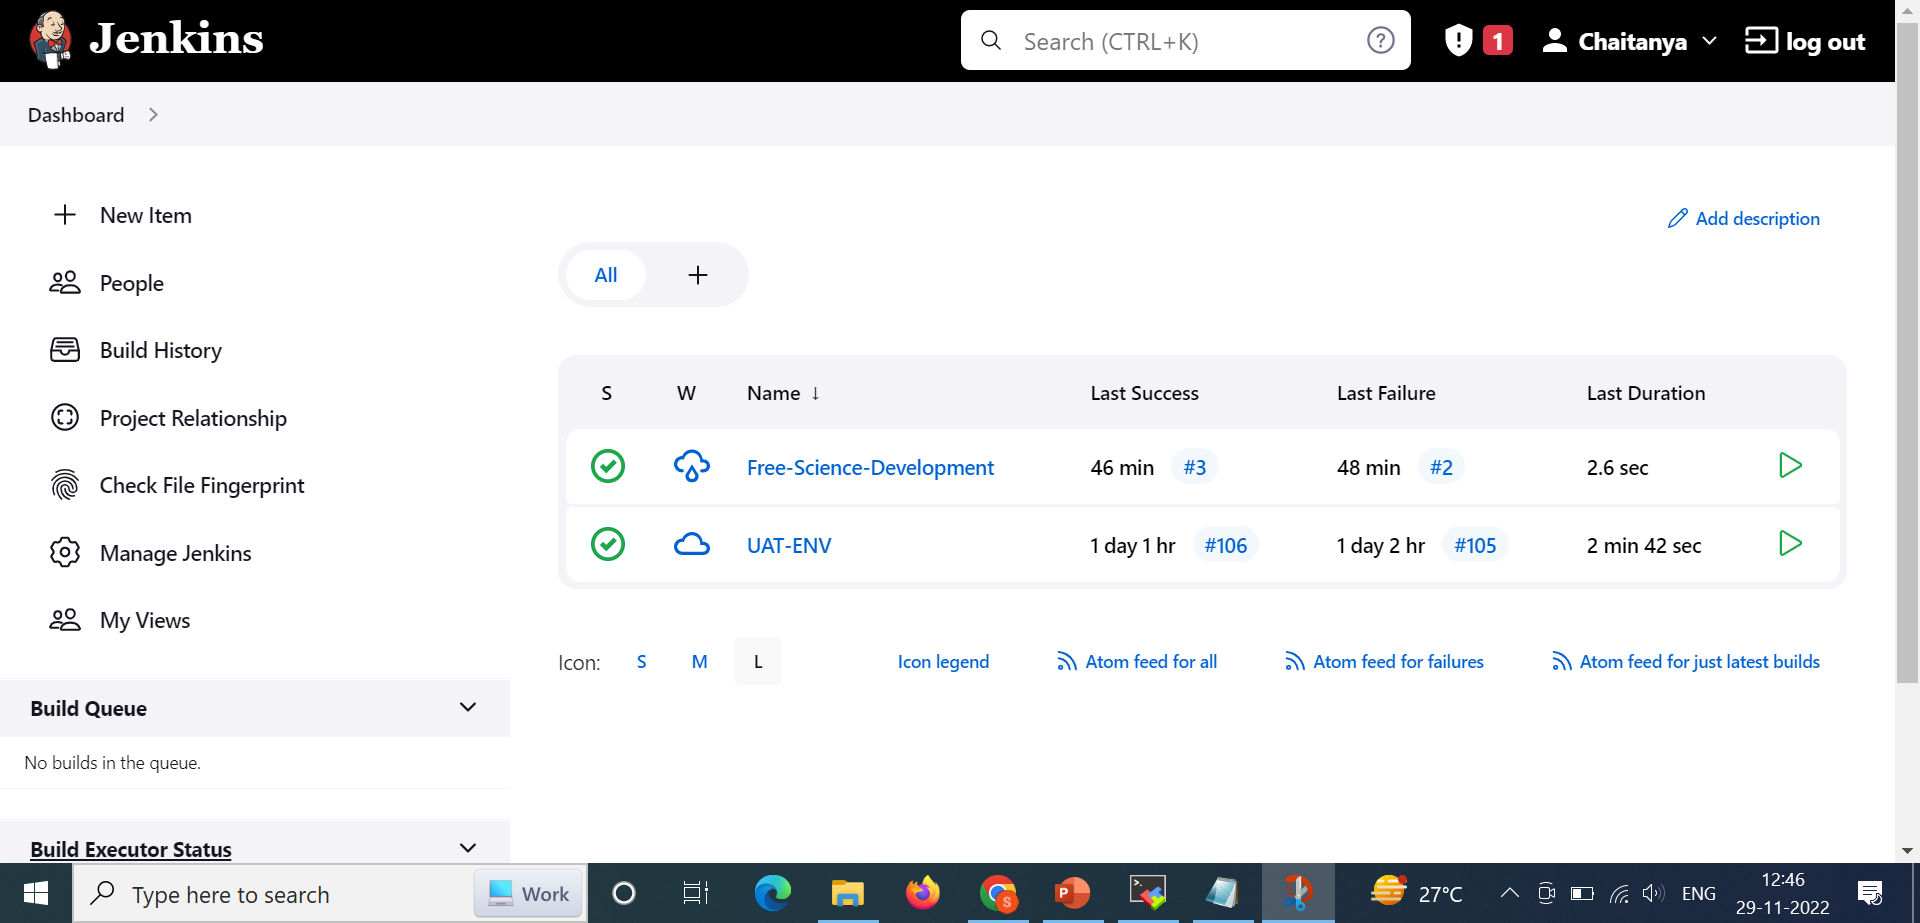 Jenkins
Search (CTRL+K)
1
Chaitanya
log out
Dashboard
New Item
People
Build History
Project Relationship
Check File Fingerprint
Manage Jenkins
My Views
Build Queue
No builds in the queue.
Build Executor Status
Add description
All
S W Name ↓ Last Success Last Failure Last Duration
Free-Science-Development 46 min #3 48 min #2 2.6 sec
UAT-ENV 1 day 1 hr #106 1 day 2 hr #105 2 min 42 sec
Icon: S M L
Icon legend
Atom feed for all
Atom feed for failures
Atom feed for just latest builds
Type here to search
Work
27°C
ENG
12:46
29-11-2022